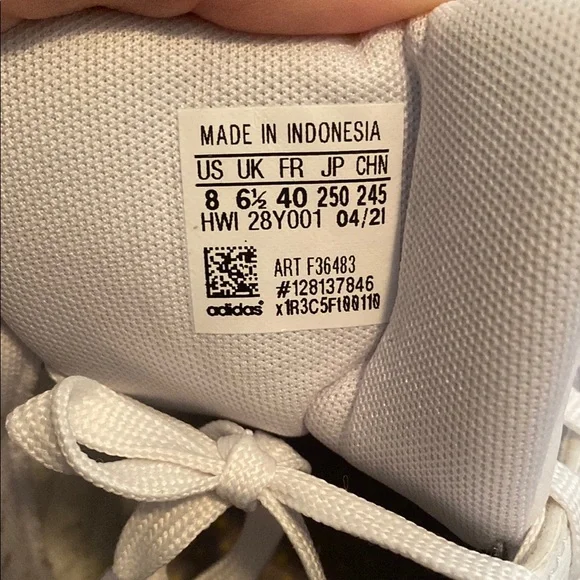 MADE IN INDONESIA
US UK FR JP CHN
8 6½ 40 250 245
HWI 28Y001 04/21
ART F36483
#128137846
adidas® x1R3C5Ft00110